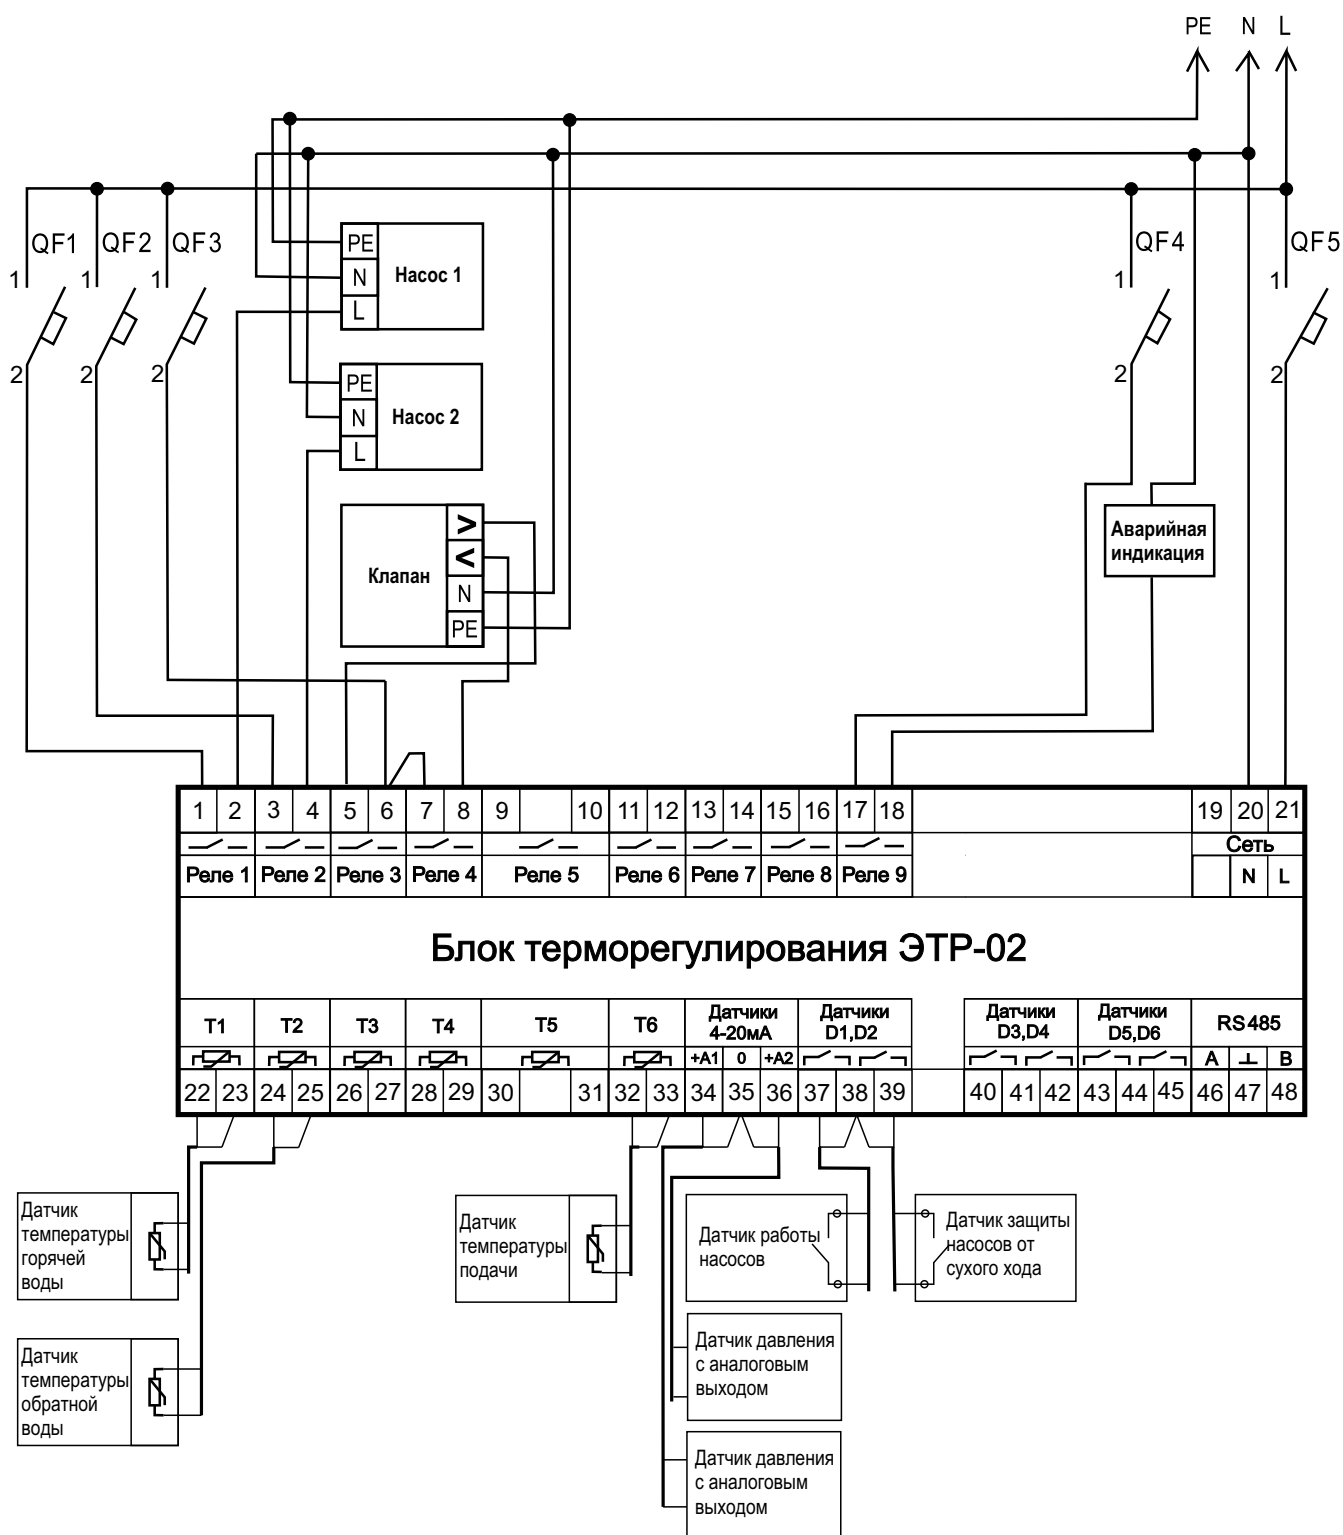 PE N L
QF1 QF2 QF3 QF4 QF5
1 1 1 1 1
2 2 2 2 2
PE
N
L
Насос 1
PE
N
L
Насос 2
>
<
N
PE
Клапан
Аварийная
индикация
1 2 3 4 5 6 7 8 9 10 11 12 13 14 15 16 17 18 19 20 21
Сеть
Реле 1 Реле 2 Реле 3 Реле 4 Реле 5 Реле 6 Реле 7 Реле 8 Реле 9 N L
Блок терморегулирования ЭТР-02
T1 T2 T3 T4 T5 T6
Датчики
4-20мА
Датчики
D1,D2
Датчики
D3,D4
Датчики
D5,D6
RS485
+A1 0 +A2 A ⊥ B
22 23 24 25 26 27 28 29 30 31 32 33 34 35 36 37 38 39 40 41 42 43 44 45 46 47 48
Датчик
температуры
горячей
воды
Датчик
температуры
подачи
Датчик работы
насосов
Датчик защиты
насосов от
сухого хода
Датчик
температуры
обратной
воды
Датчик давления
с аналоговым
выходом
Датчик давления
с аналоговым
выходом